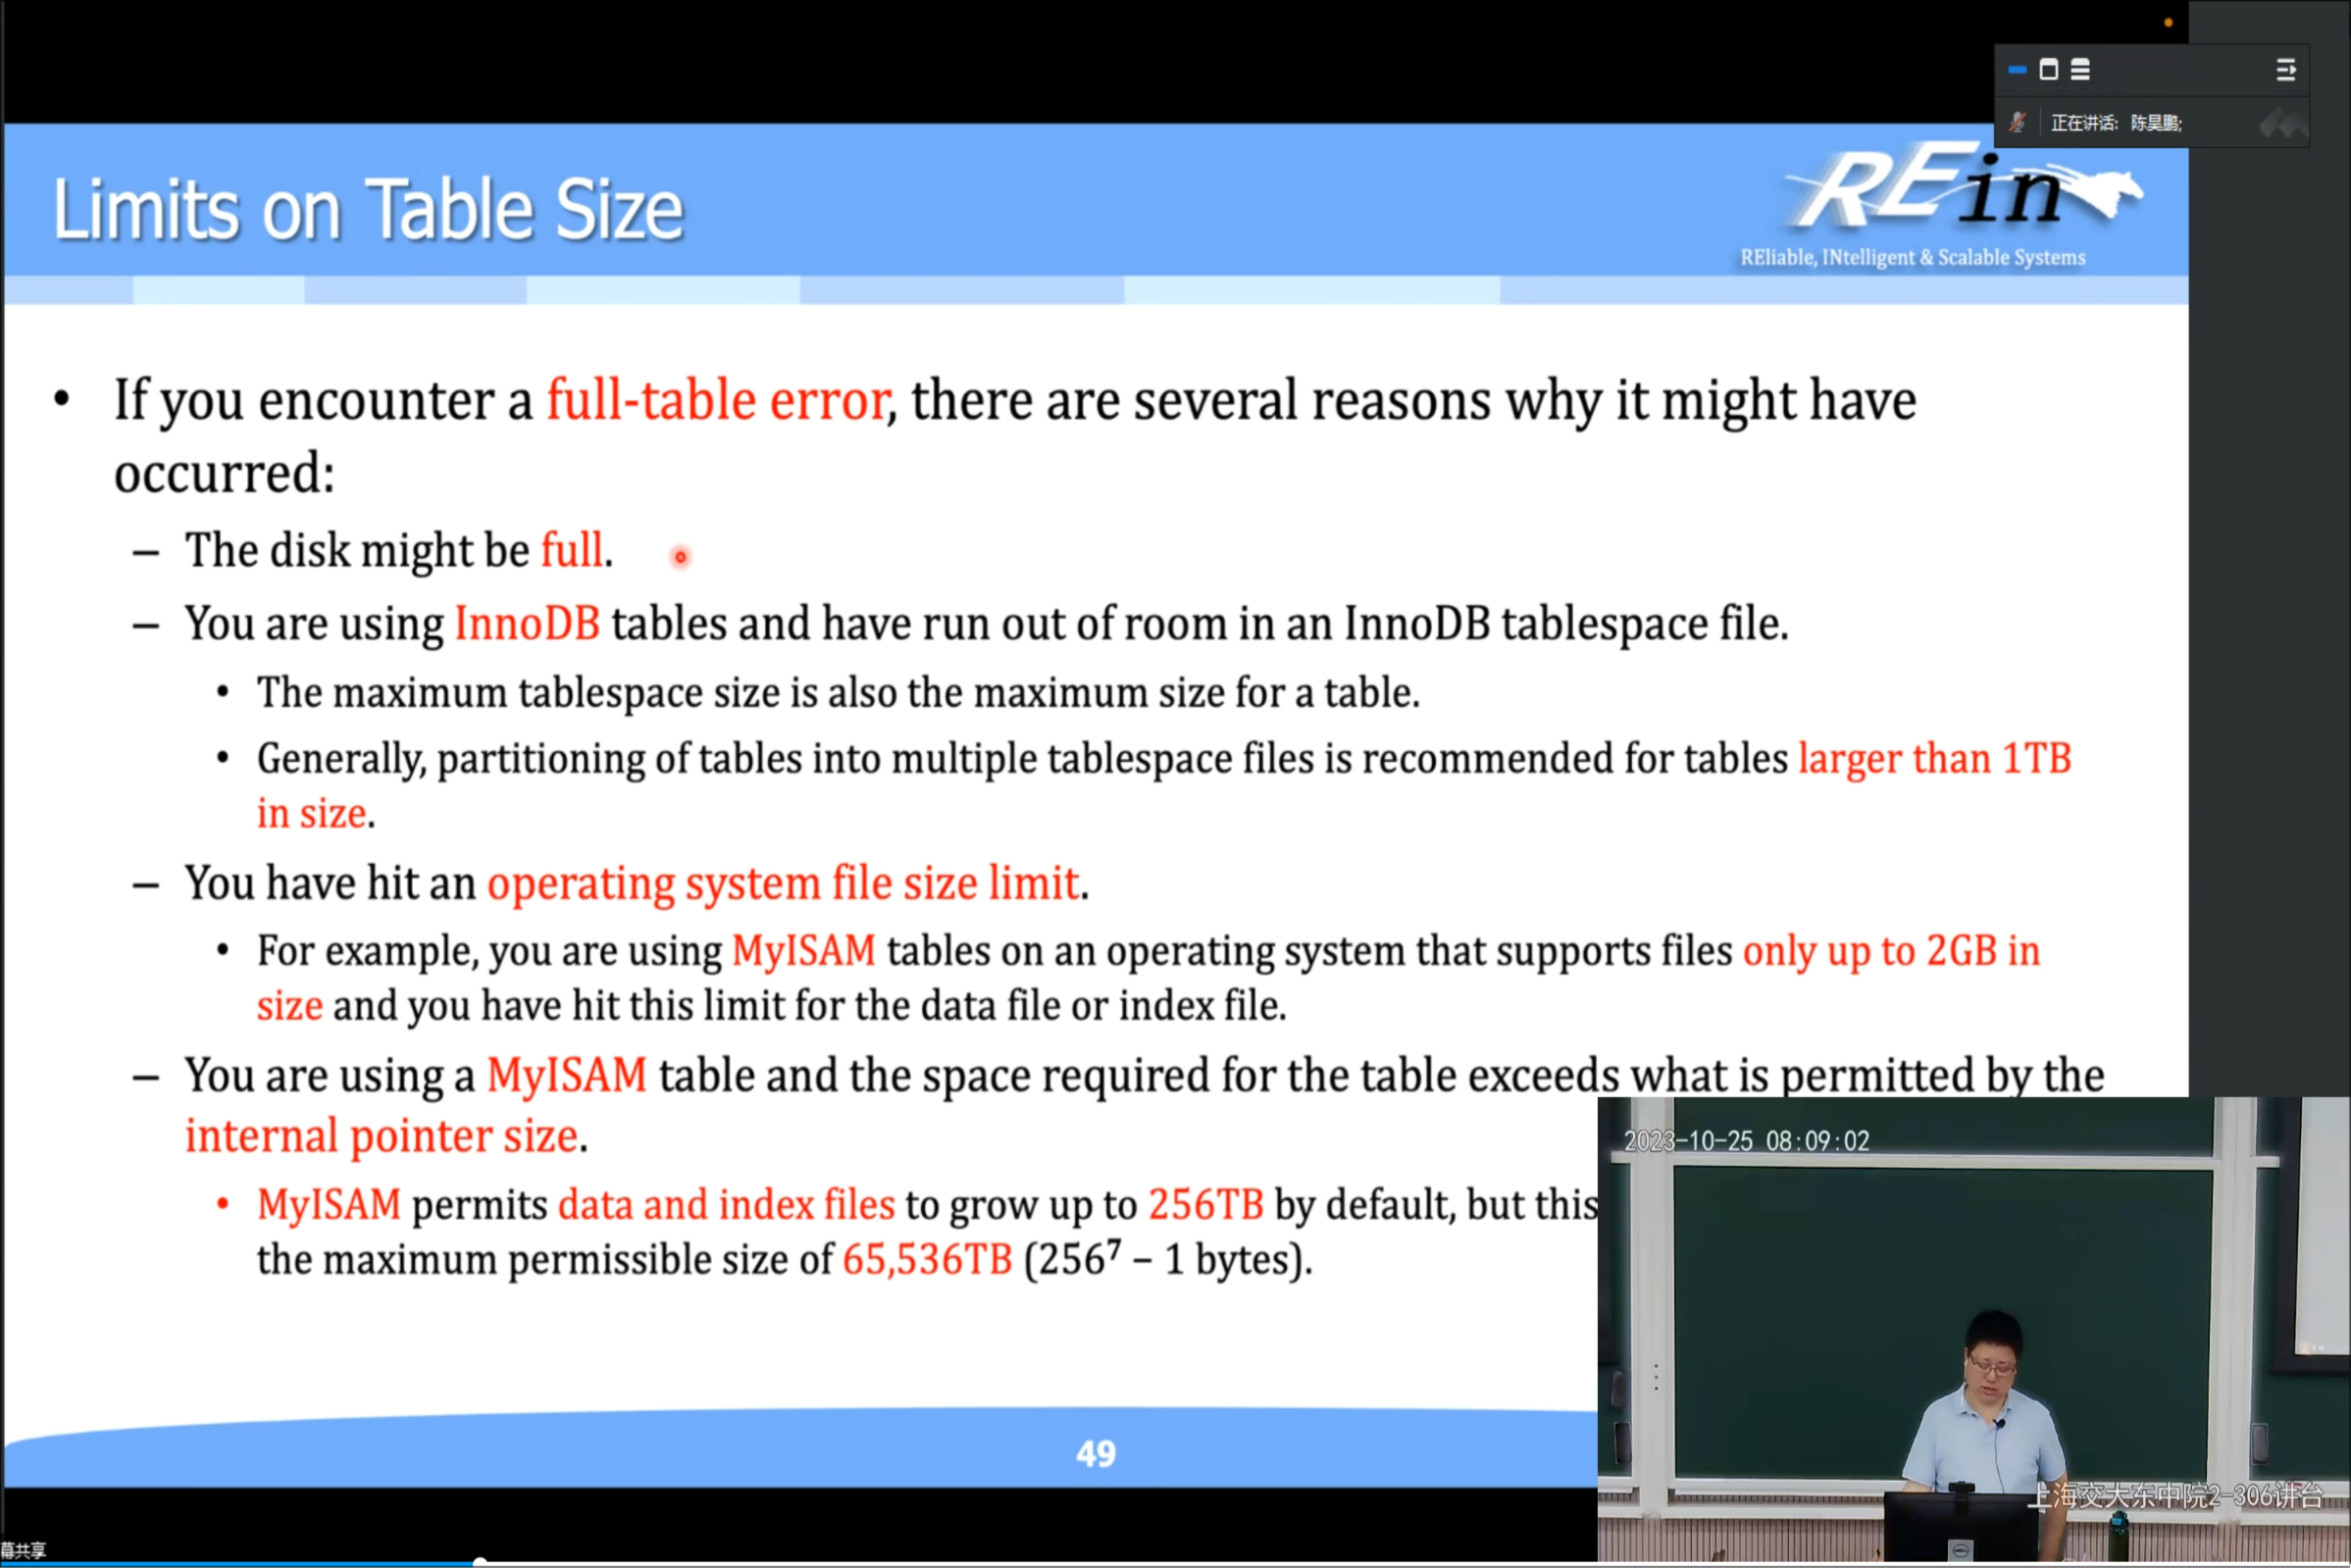 正在讲话: 陈昊鹏;
Limits on Table Size
REin
REliable, INtelligent & Scalable Systems
• If you encounter a full-table error, there are several reasons why it might have
occurred:
– The disk might be full.
– You are using InnoDB tables and have run out of room in an InnoDB tablespace file.
• The maximum tablespace size is also the maximum size for a table.
• Generally, partitioning of tables into multiple tablespace files is recommended for tables larger than 1TB
in size.
– You have hit an operating system file size limit.
• For example, you are using MyISAM tables on an operating system that supports files only up to 2GB in
size and you have hit this limit for the data file or index file.
– You are using a MyISAM table and the space required for the table exceeds what is permitted by the
internal pointer size.
• MyISAM permits data and index files to grow up to 256TB by default, but this
the maximum permissible size of 65,536TB (256⁷ – 1 bytes).
49
2023-10-25 08:09:02
上海交大东中院2-306讲台
幕共享